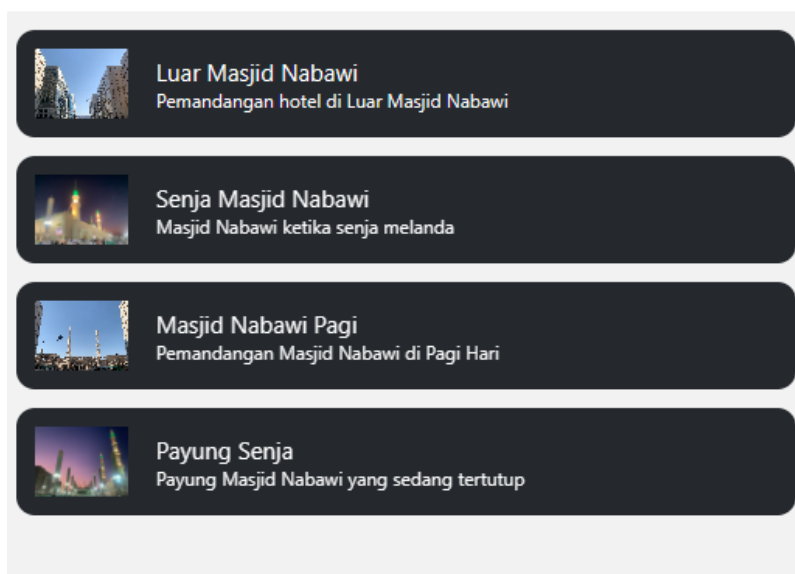 Luar Masjid Nabawi
Pemandangan hotel di Luar Masjid Nabawi
Senja Masjid Nabawi
Masjid Nabawi ketika senja melanda
Masjid Nabawi Pagi
Pemandangan Masjid Nabawi di Pagi Hari
Payung Senja
Payung Masjid Nabawi yang sedang tertutup